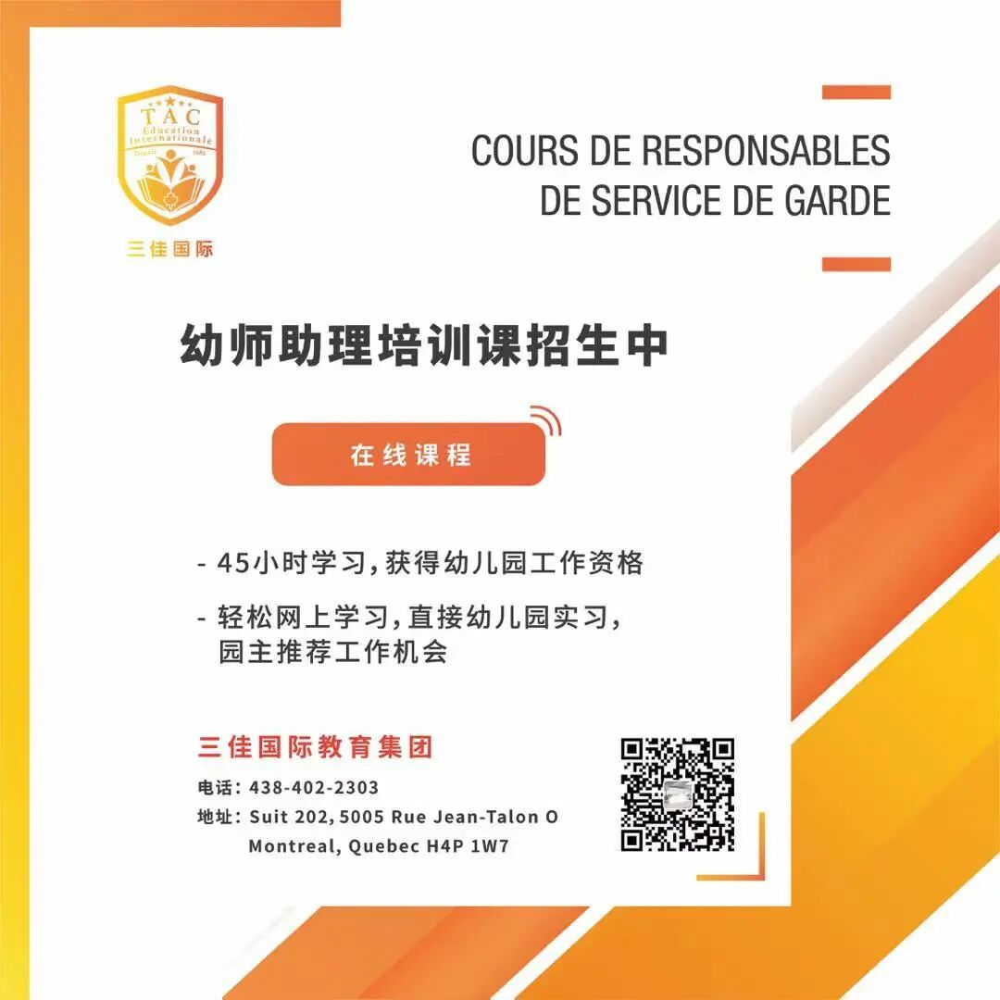 TAC
Éducation
Internationale
Depuis 1983
三佳国际
COURS DE RESPONSABLES
DE SERVICE DE GARDE
幼师助理培训课招生中
在线课程
- 45小时学习，获得幼儿园工作资格
- 轻松网上学习，直接幼儿园实习，
园主推荐工作机会
三佳国际教育集团
电话：438-402-2303
地址：Suit 202, 5005 Rue Jean-Talon O
Montreal, Quebec H4P 1W7